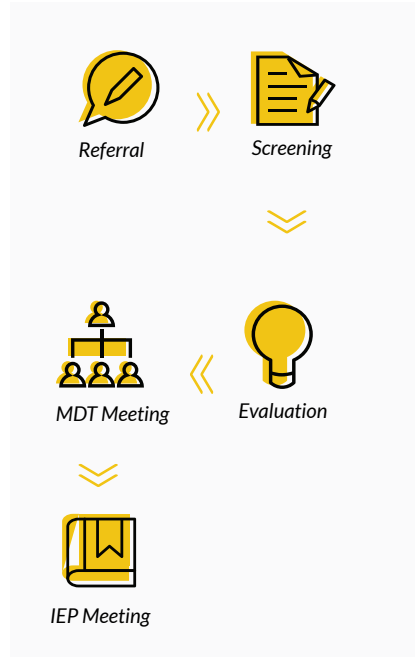 Referral
Screening
Evaluation
MDT Meeting
IEP Meeting